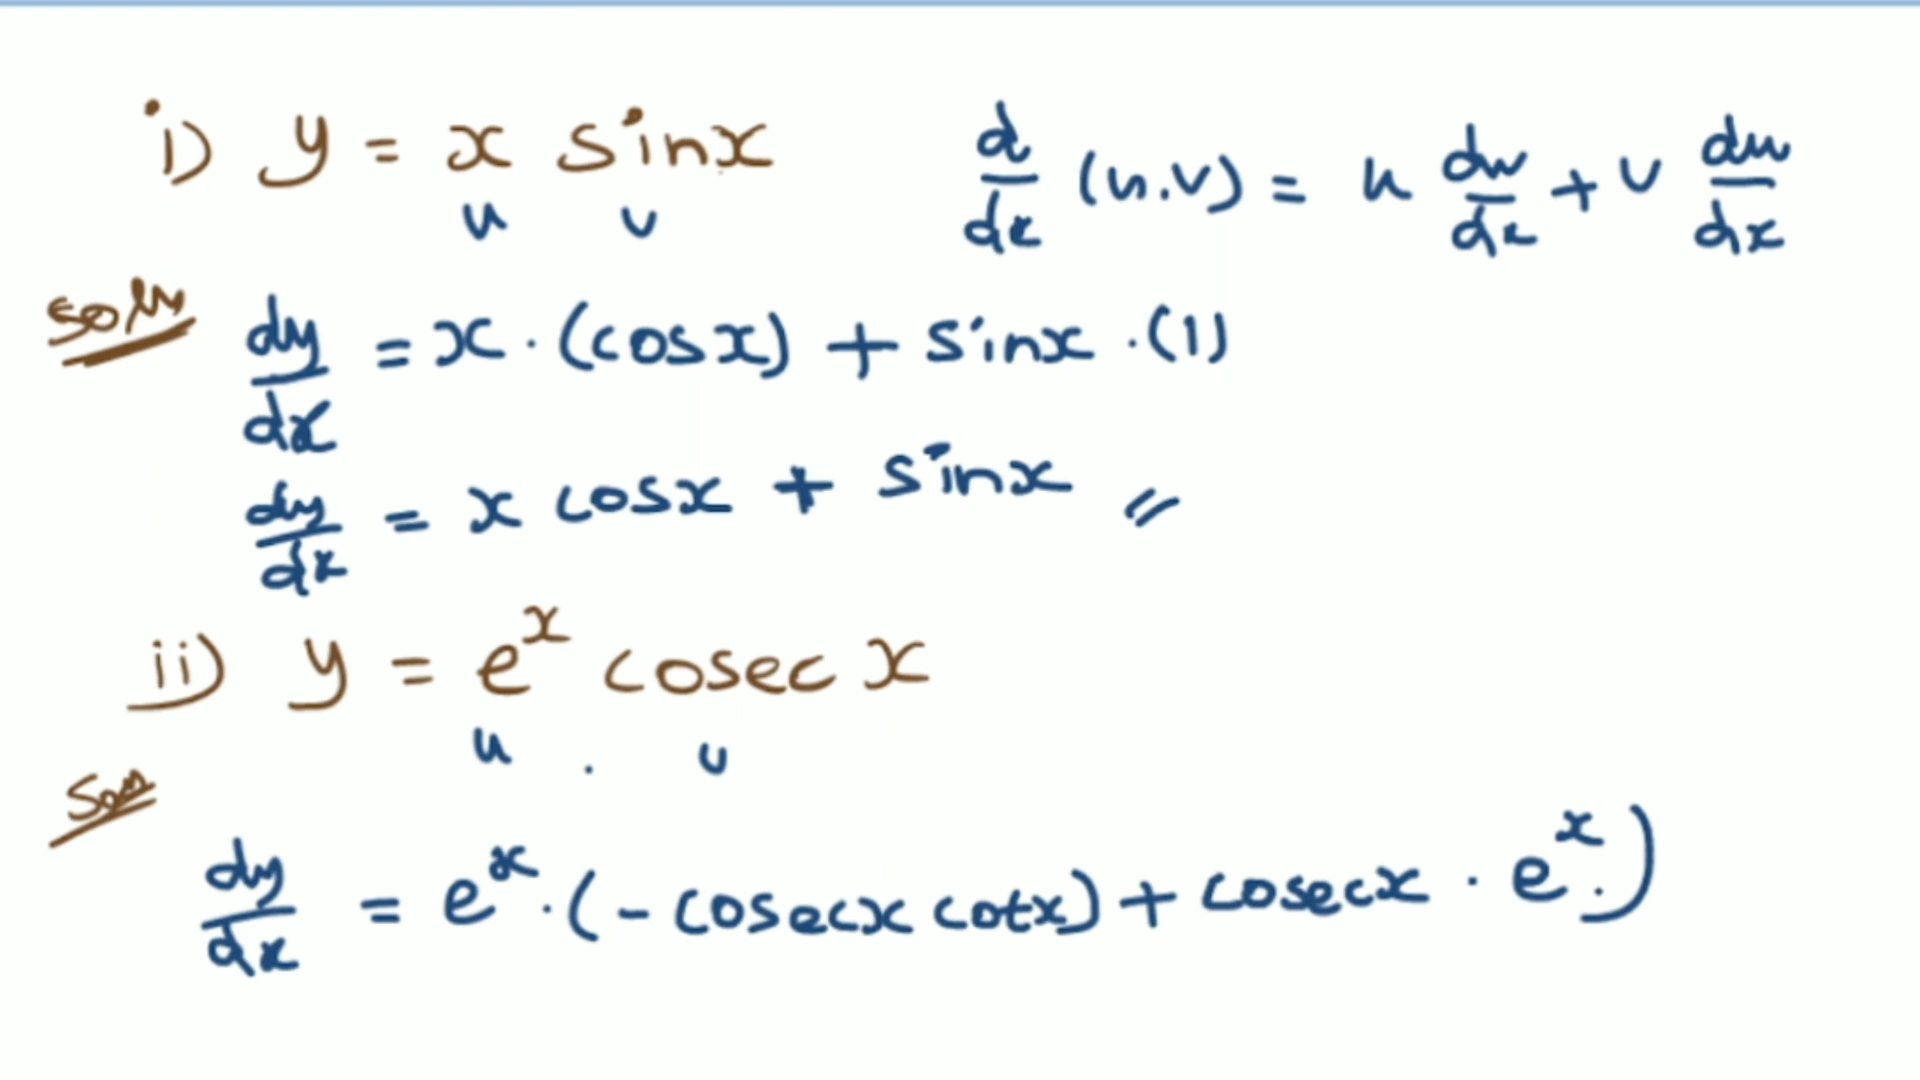 i) y = x sinx
u v
d/dx (u.v) = u dv/dx + v du/dx
Soln dy/dx = x · (cosx) + sinx · (1)
dy/dx = x cosx + sinx //
ii) y = e^x cosec x
u . v
Soln
dy/dx = e^x · (- cosecx cotx) + cosecx · e^x .)